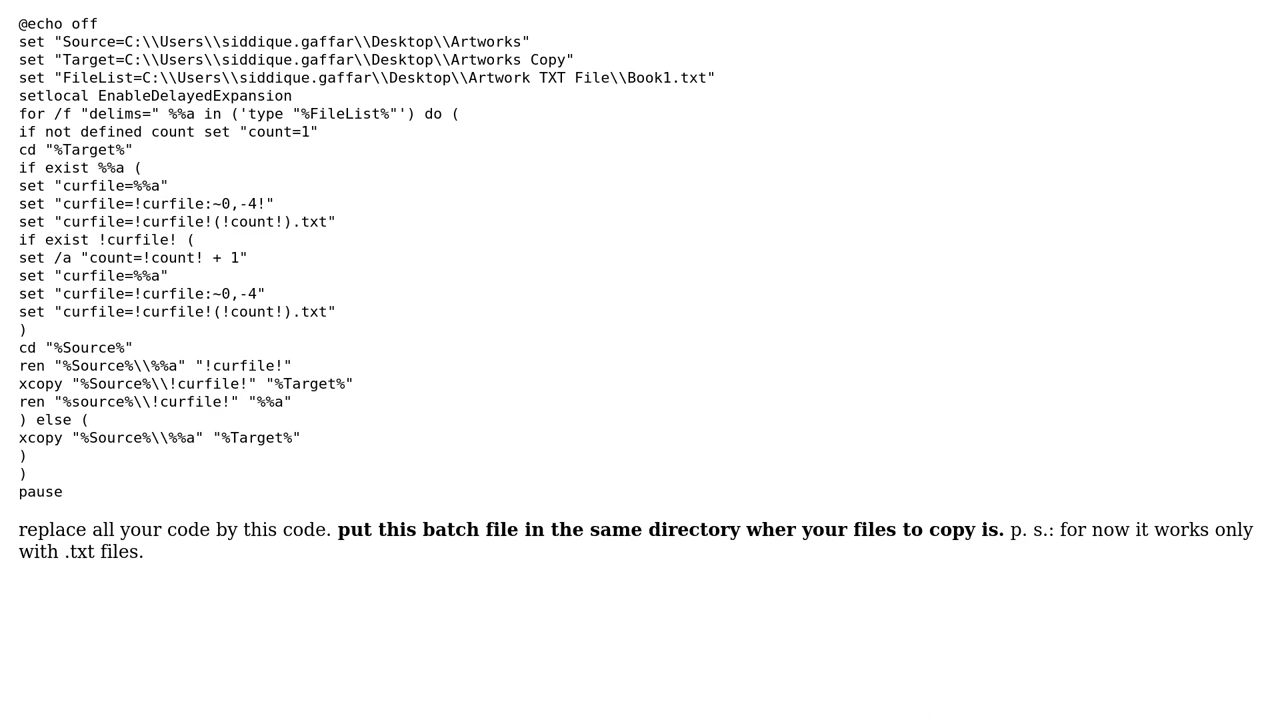 @echo off
set "Source=C:\\Users\\siddique.gaffar\\Desktop\\Artworks"
set "Target=C:\\Users\\siddique.gaffar\\Desktop\\Artworks Copy"
set "FileList=C:\\Users\\siddique.gaffar\\Desktop\\Artwork TXT File\\Book1.txt"
setlocal EnableDelayedExpansion
for /f "delims=" %%a in ('type "%FileList%"') do (
if not defined count set "count=1"
cd "%Target%"
if exist %%a (
set "curfile=%%a"
set "curfile=!curfile:~0,-4!"
set "curfile=!curfile!(!count!).txt"
if exist !curfile! (
set /a "count=!count! + 1"
set "curfile=%%a"
set "curfile=!curfile:~0,-4"
set "curfile=!curfile!(!count!).txt"
)
cd "%Source%"
ren "%Source%\\%%a" "!curfile!"
xcopy "%Source%\\!curfile!" "%Target%"
ren "%source%\\!curfile!" "%%a"
) else (
xcopy "%Source%\\%%a" "%Target%"
)
)
pause
replace all your code by this code. put this batch file in the same directory wher your files to copy is. p. s.: for now it works only
with .txt files.